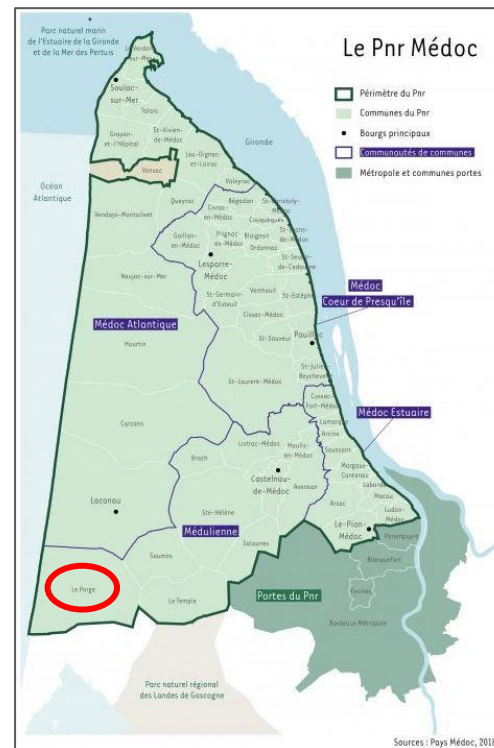 Parc naturel marin
de l'Estuaire de la Gironde
et de la Mer des Pertuis
Le Pnr Médoc
Périmètre du Pnr
Communes du Pnr
Bourgs principaux
Communautés de communes
Métropole et communes portes
Le Verdon-
sur-Mer
Soulac-
sur-Mer
Talais
Grayan-
et-l'Hôpital
St-Vivien
de-Médoc
Jau-Dignac-
et-Loirac
Gironde
Océan
Atlantique
Vensac
Valeyrac
Queyrac
Bégadan
Civrac-
en-Médoc
Couquèques
Vendays-Montalivet
Gaillan-
en-Médoc
Prignac-
en-Médoc
Blaignan
Ordonnac
Lesparre-
Médoc
Naujac-sur-Mer
St-Germain
d'Esteuil
Vertheuil
St-Estèphe
Médoc
Coeur de Presqu'île
Cissac-Médoc
Médoc Atlantique
Hourtin
St-Sauveur
Pauillac
St-Julien-
Beychevelle
St-Laurent-Médoc
Cussac-
Fort-Médoc
Médoc Estuaire
Carcans
Lamarque
Arcins
Listrac-Médoc
Moulis-
en-Médoc
Soussans
Brach
Margaux-
Cantenac
Castelnau-
de-Médoc
Avensan
Labarde
Macau
Lacanau
Ste-Hélène
Arsac
Ludon-
Médoc
Médulienne
Le-Pian-
Médoc
Parempuyre
Salaunes
Saumos
Blanquefort
Le Porge
Le Temple
Portes du Pnr
Eysines
Bordeaux Métropole
Parc naturel régional
des Landes de Gascogne
Sources : Pays Médoc, 2018